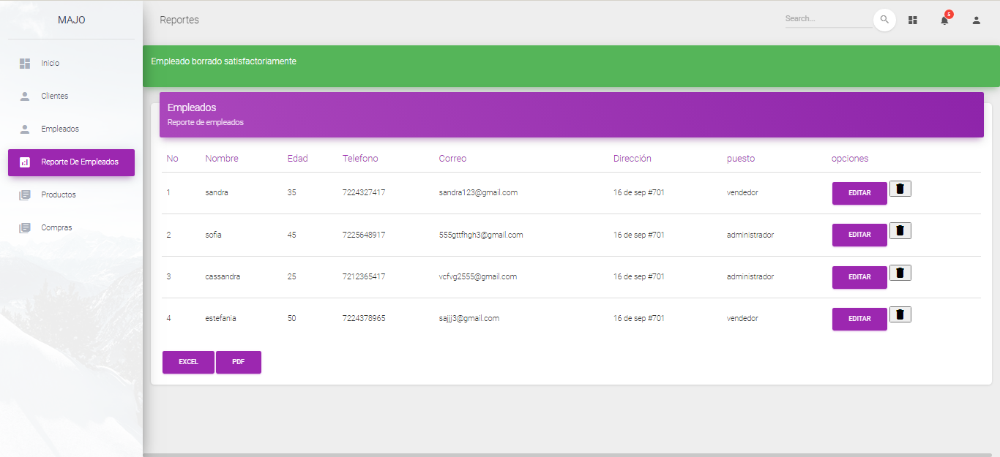 MAJO
Inicio
Clientes
Empleados
Reporte De Empleados
Productos
Compras
Reportes
Search...
5
Empleado borrado satisfactoriamente
Empleados
Reporte de empleados
No Nombre Edad Telefono Correo Dirección puesto opciones
1 sandra 35 7224327417 sandra123@gmail.com 16 de sep #701 vendedor EDITAR
2 sofia 45 7225648917 555gttfhgh3@gmail.com 16 de sep #701 administrador EDITAR
3 cassandra 25 7212365417 vcfvg2555@gmail.com 16 de sep #701 administrador EDITAR
4 estefania 50 7224378965 sajjj3@gmail.com 16 de sep #701 vendedor EDITAR
EXCEL PDF